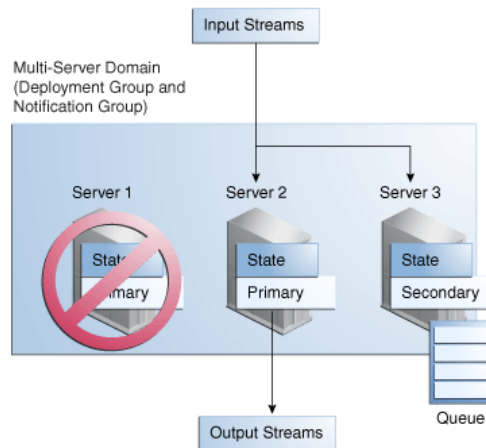 Input Streams
Multi-Server Domain
(Deployment Group and
Notification Group)
Server 1
Server 2
Server 3
State
State
State
Primary
Primary
Secondary
Queue
Output Streams